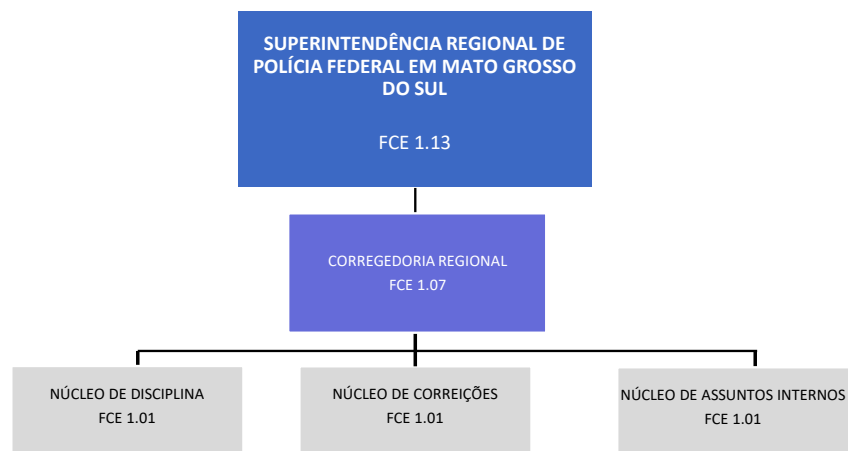 SUPERINTENDÊNCIA REGIONAL DE
POLÍCIA FEDERAL EM MATO GROSSO
DO SUL
FCE 1.13
CORREGEDORIA REGIONAL
FCE 1.07
NÚCLEO DE DISCIPLINA
FCE 1.01
NÚCLEO DE CORREIÇÕES
FCE 1.01
NÚCLEO DE ASSUNTOS INTERNOS
FCE 1.01